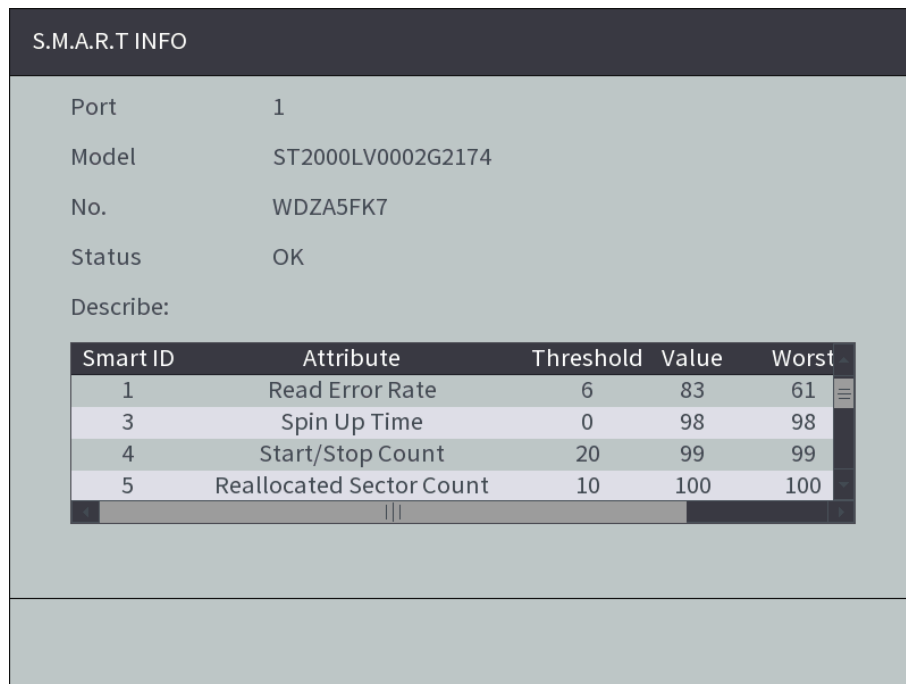 S.M.A.R.T INFO
Port 1
Model ST2000LV0002G2174
No. WDZA5FK7
Status OK
Describe:
Smart ID Attribute Threshold Value Worst
1 Read Error Rate 6 83 61
3 Spin Up Time 0 98 98
4 Start/Stop Count 20 99 99
5 Reallocated Sector Count 10 100 100